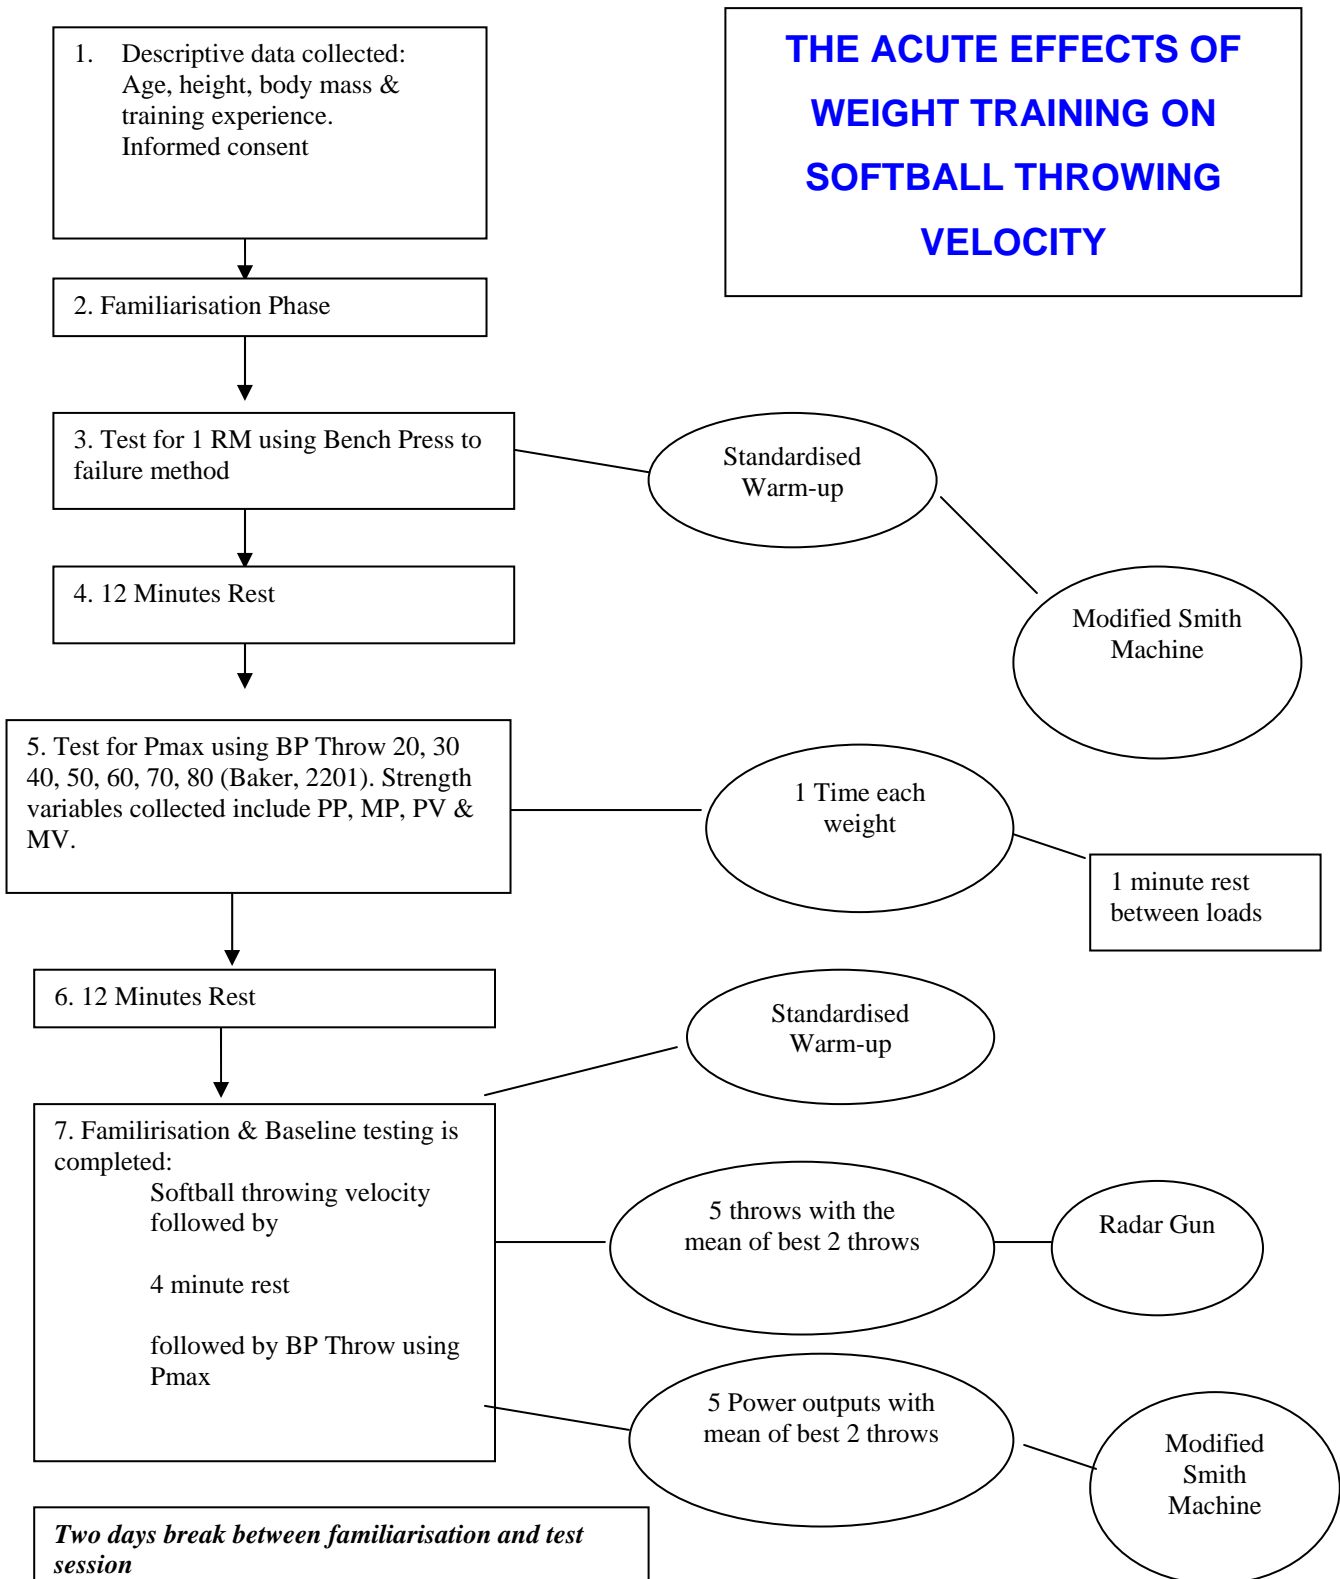 THE ACUTE EFFECTS OF
WEIGHT TRAINING ON
SOFTBALL THROWING
VELOCITY
1. Descriptive data collected:
Age, height, body mass &
training experience.
Informed consent
2. Familiarisation Phase
3. Test for 1 RM using Bench Press to
failure method
Standardised
Warm-up
Modified Smith
Machine
4. 12 Minutes Rest
5. Test for Pmax using BP Throw 20, 30
40, 50, 60, 70, 80 (Baker, 2201). Strength
variables collected include PP, MP, PV &
MV.
1 Time each
weight
1 minute rest
between loads
6. 12 Minutes Rest
Standardised
Warm-up
7. Familirisation & Baseline testing is
completed:
Softball throwing velocity
followed by
4 minute rest
followed by BP Throw using
Pmax
5 throws with the
mean of best 2 throws
Radar Gun
5 Power outputs with
mean of best 2 throws
Modified
Smith
Machine
Two days break between familiarisation and test
session